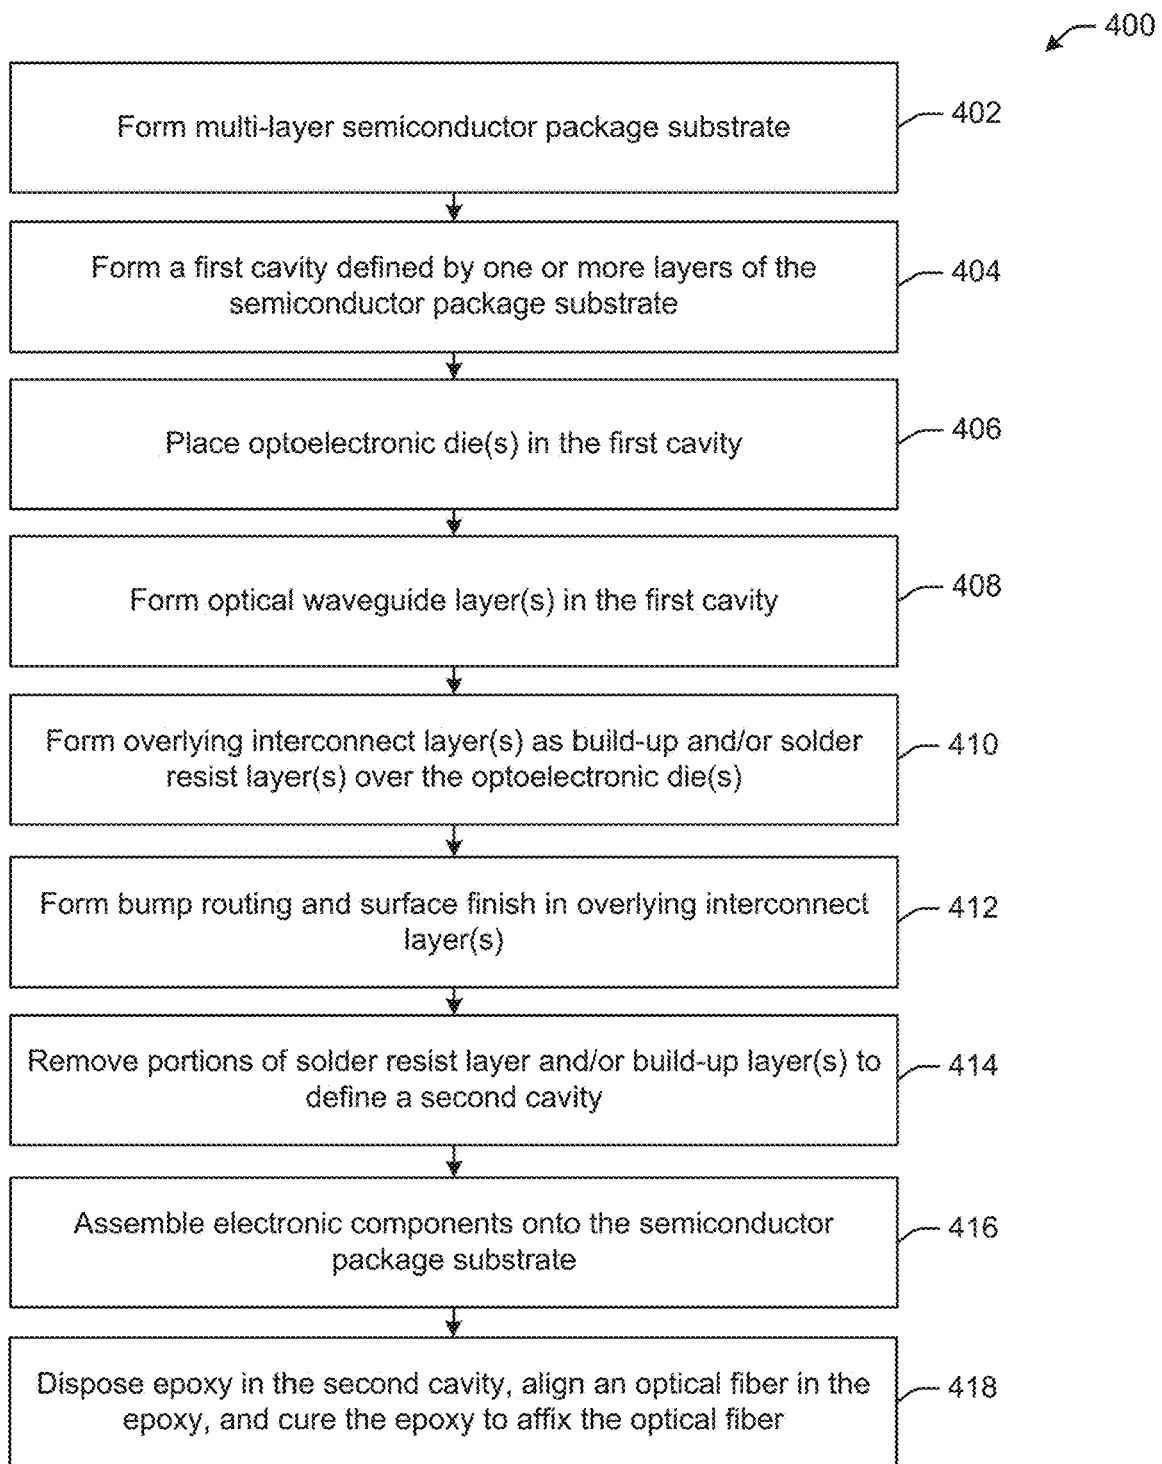 400
Form multi-layer semiconductor package substrate
402
Form a first cavity defined by one or more layers of the
semiconductor package substrate
404
Place optoelectronic die(s) in the first cavity
406
Form optical waveguide layer(s) in the first cavity
408
Form overlying interconnect layer(s) as build-up and/or solder
resist layer(s) over the optoelectronic die(s)
410
Form bump routing and surface finish in overlying interconnect
layer(s)
412
Remove portions of solder resist layer and/or build-up layer(s) to
define a second cavity
414
Assemble electronic components onto the semiconductor
package substrate
416
Dispose epoxy in the second cavity, align an optical fiber in the
epoxy, and cure the epoxy to affix the optical fiber
418